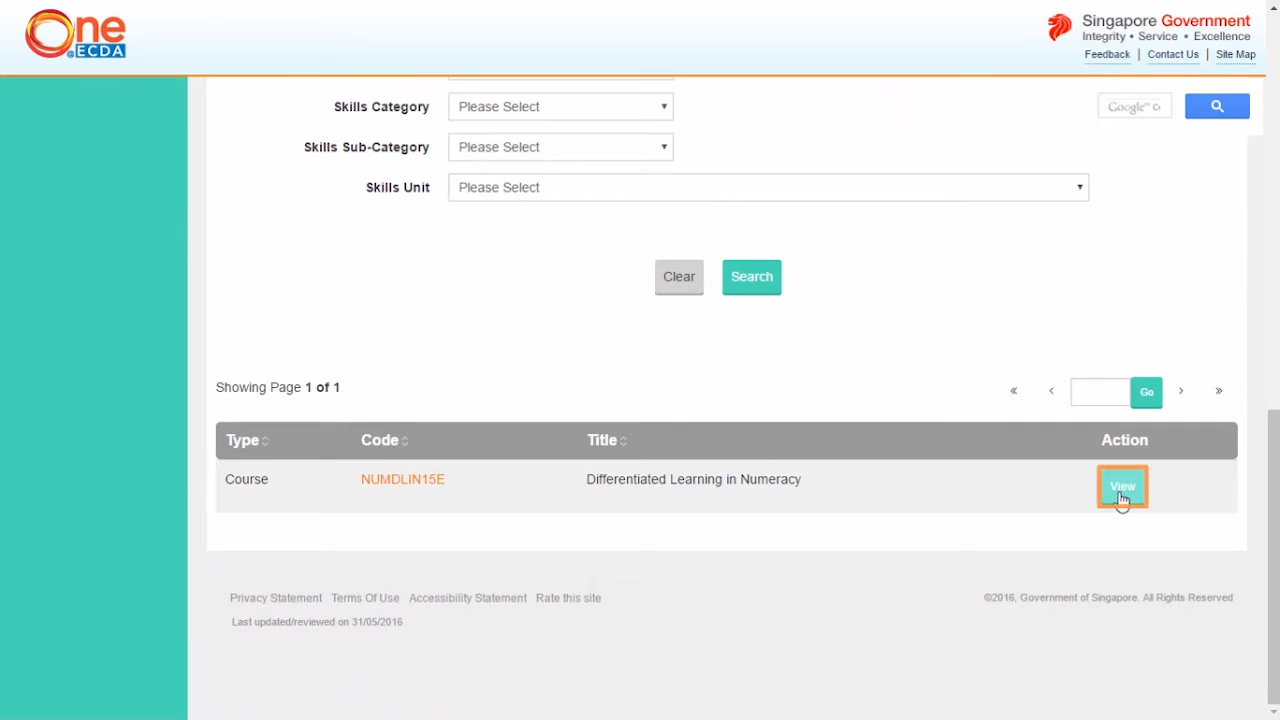 One
@ECDA
Singapore Government
Integrity • Service • Excellence
Feedback | Contact Us | Site Map
Skills Category Please Select
Google™
Skills Sub-Category Please Select
Skills Unit Please Select
Clear Search
Showing Page 1 of 1 « ‹ Go › »
Type Code Title Action
Course NUMDLIN15E Differentiated Learning in Numeracy View
Privacy Statement Terms Of Use Accessibility Statement Rate this site ©2016, Government of Singapore. All Rights Reserved
Last updated/reviewed on 31/05/2016